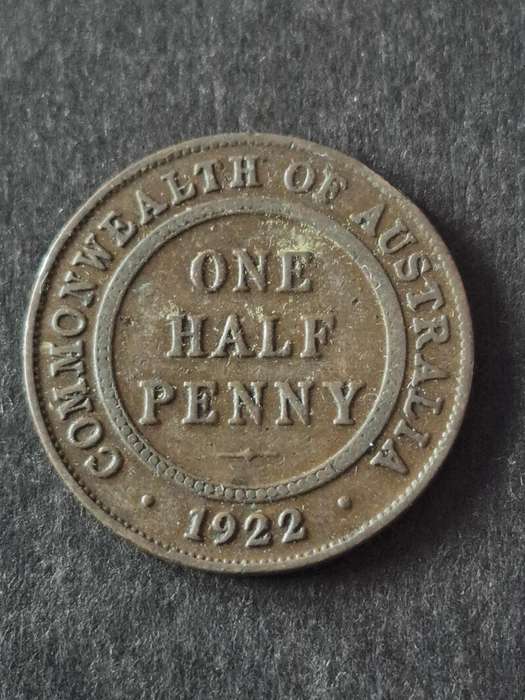 COMMONWEALTH OF AUSTRALIA
ONE
HALF
PENNY
1922